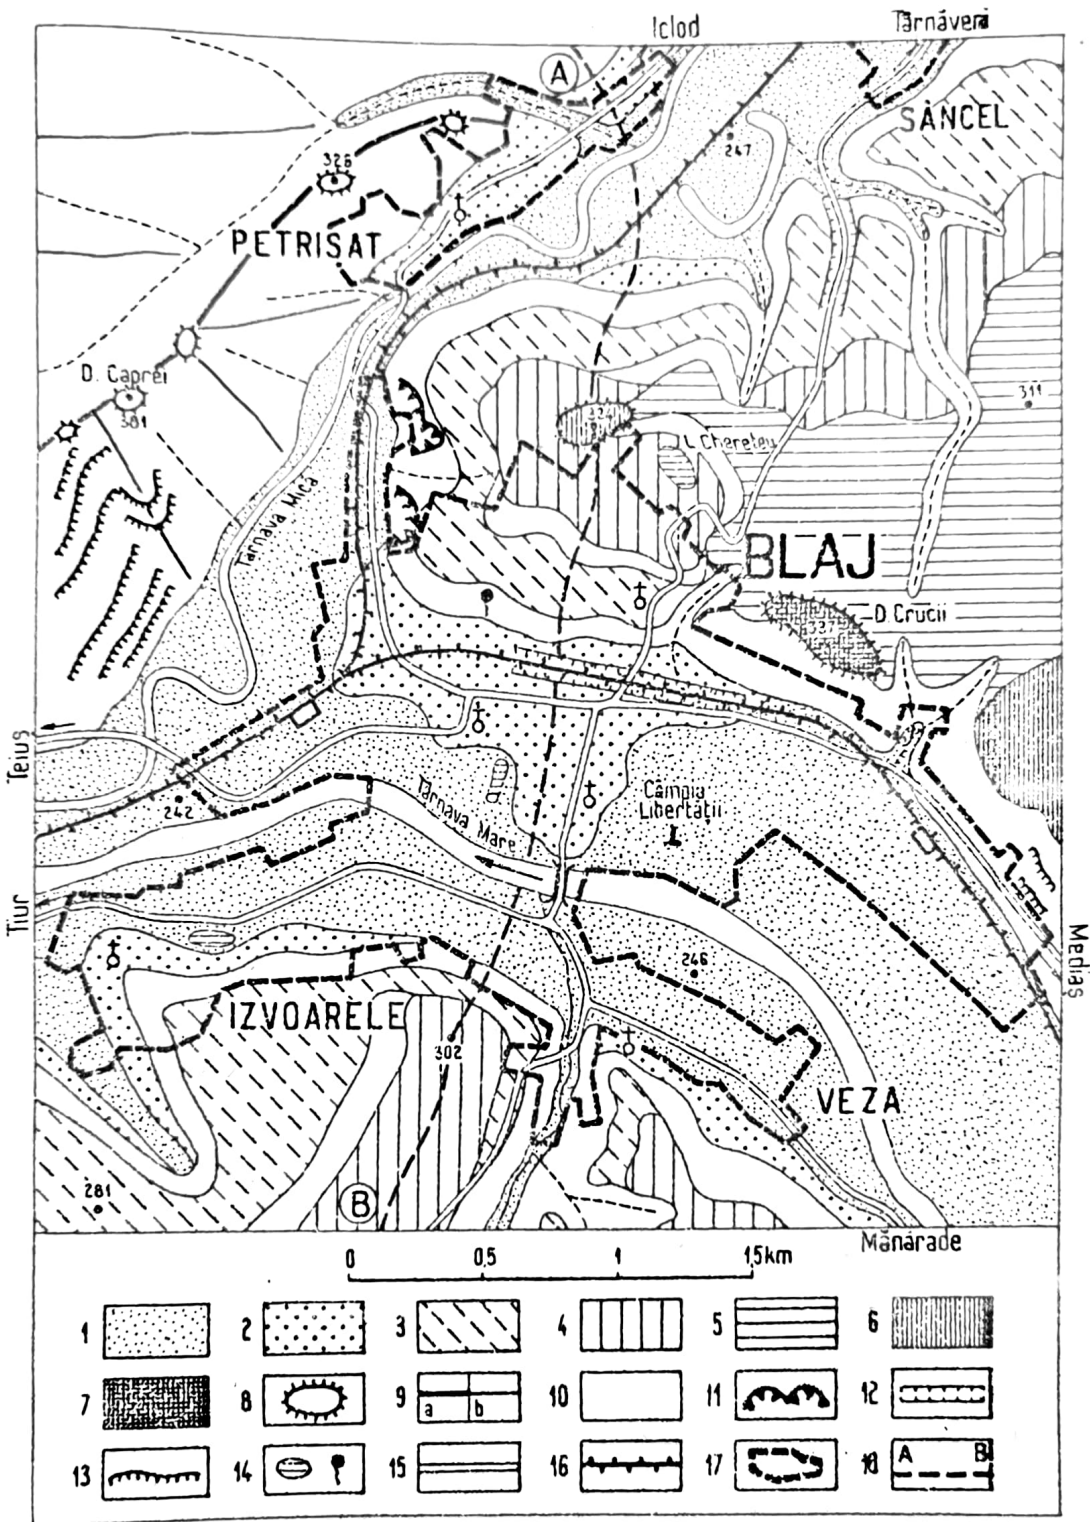 Iclod
Târnăveni
A
SÂNCEL
247
326
PETRISAT
D. Caprei
381
311
324
L. Chereteu
Târnava Mică
BLAJ
D. Crucii
337
Teiuș
242
Târnava Mare
Câmpia
Libertății
Tiur
246
Mediaș
IZVOARELE
302
VEZA
281
B
Mănărade
0 0,5 1 1,5km
1 2 3 4 5 6
7 8 9 a b 10 11 12
13 14 15 16 17 18 A B